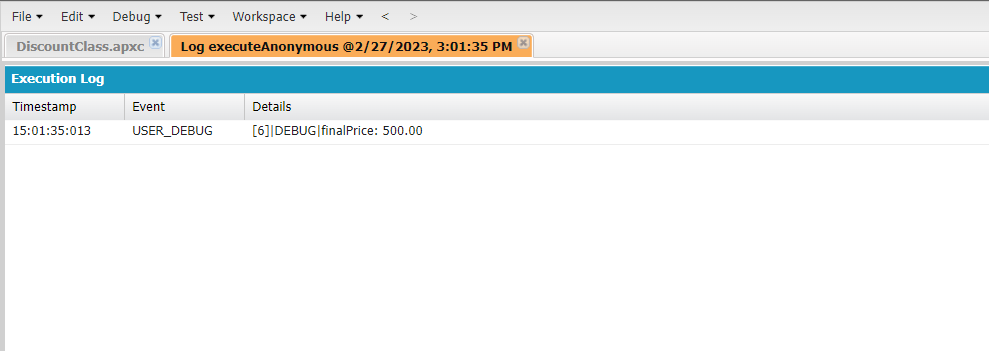 File Edit Debug Test Workspace Help < >
DiscountClass.apxc Log executeAnonymous @2/27/2023, 3:01:35 PM
Execution Log
Timestamp Event Details
15:01:35:013 USER_DEBUG [6]|DEBUG|finalPrice: 500.00